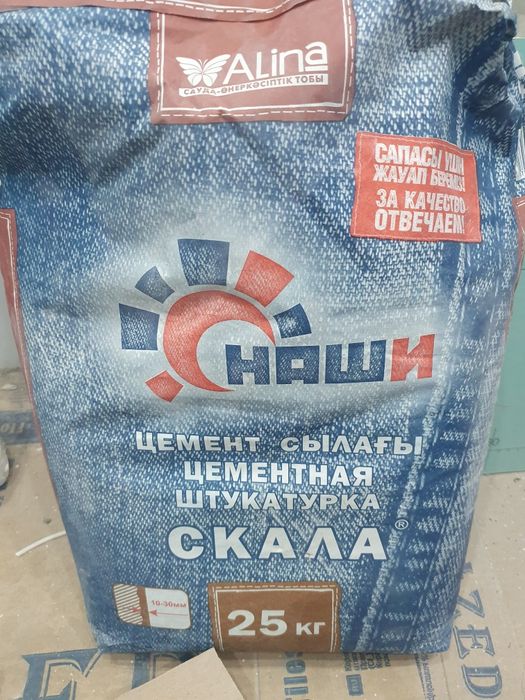 Alina
САУДА-ӨНЕРКӘСІПТІК ТОБЫ
САПАСЫ ҮШІН
ЖАУАП БЕРЕМІЗ!
ЗА КАЧЕСТВО
ОТВЕЧАЕМ!
НАШИ
ЦЕМЕНТ СЫЛАҒЫ
ЦЕМЕНТНАЯ
ШТУКАТУРКА
СКАЛА®
10-30мм
25 КГ
ZED